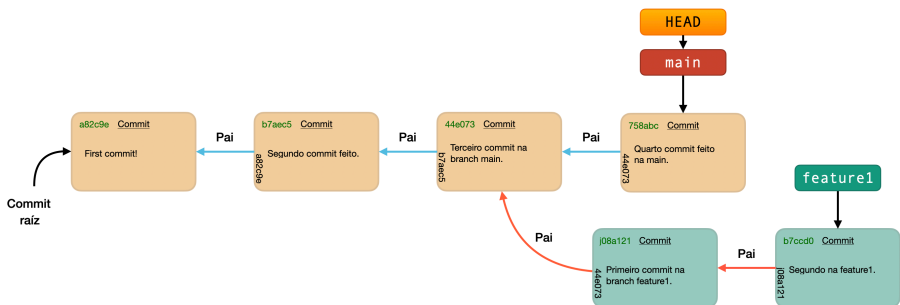 HEAD
main
a82c9e Commit
First commit!
Pai
b7aec5 Commit
Segundo commit feito.
a82c9e
Pai
44e073 Commit
Terceiro commit na
branch main.
b7aec5
Pai
758abc Commit
Quarto commit feito
na main.
44e073
Commit
raíz
feature1
Pai
j08a121 Commit
Primeiro commit na
branch feature1.
44e073
Pai
b7ccd0 Commit
Segundo na feature1.
j08a121